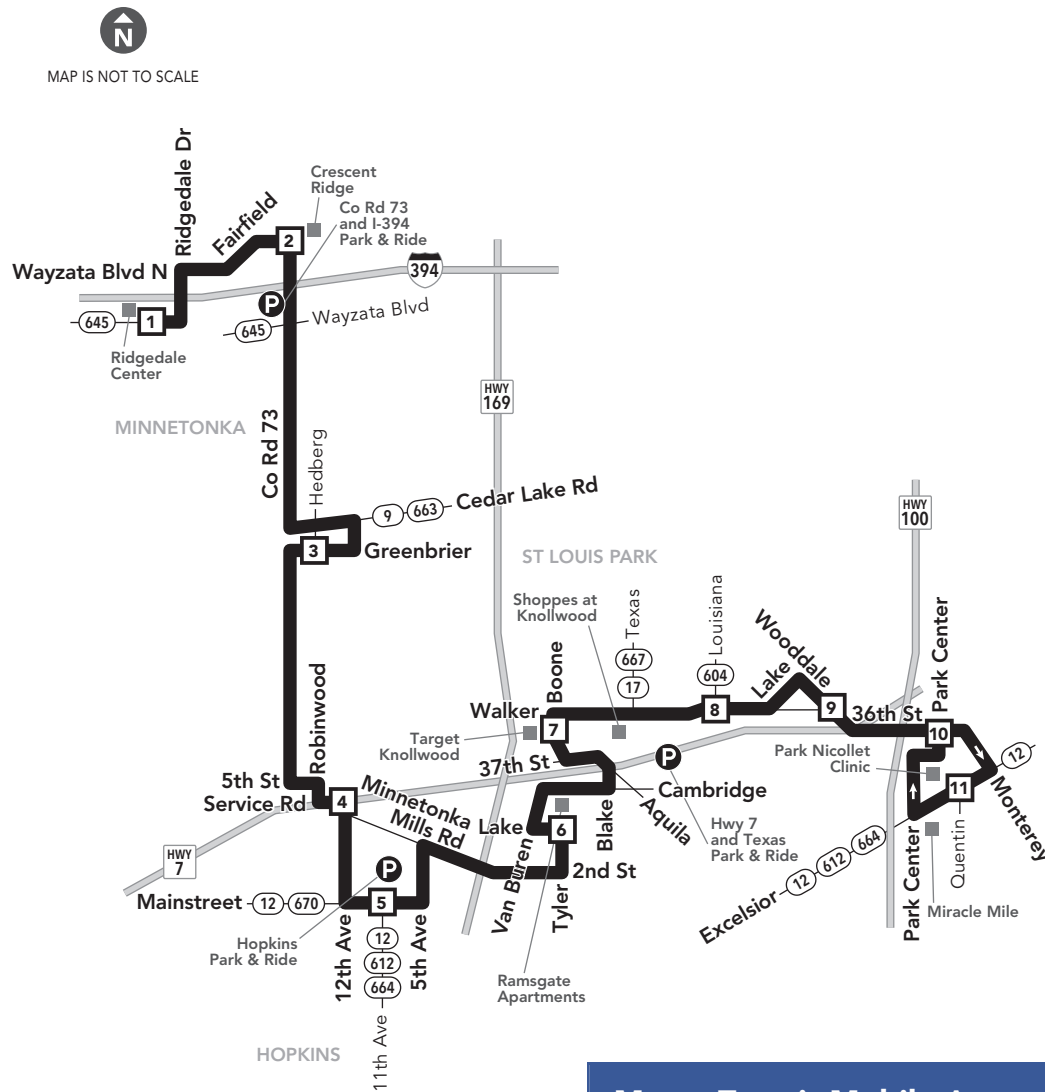 N
MAP IS NOT TO SCALE
Ridgedale Dr
Fairfield
Crescent
Ridge
Co Rd 73
and I-394
Park & Ride
2
Wayzata Blvd N
394
P
645
1
645
Wayzata Blvd
Ridgedale
Center
HWY
169
MINNETONKA
Co Rd 73
Hedberg
9
663
Cedar Lake Rd
3
Greenbrier
HWY
100
ST LOUIS PARK
Shoppes at
Knollwood
Texas
667
17
Louisiana
604
Wooddale
Lake
Park Center
Robinwood
Boone
Walker
7
8
9
36th St
10
Target
Knollwood
37th St
P
Park Nicollet
Clinic
12
5th St
Service Rd
4
Minnetonka
Mills Rd
Cambridge
11
Monterey
Lake
6
Blake
Aquila
Hwy 7
and Texas
Park & Ride
HWY
7
P
Van Buren
Tyler
2nd St
Excelsior
12
612
664
Park Center
Quentin
Miracle Mile
Mainstreet
12
670
5
Hopkins
Park & Ride
12th Ave
12
612
664
5th Ave
Ramsgate
Apartments
11th Ave
HOPKINS